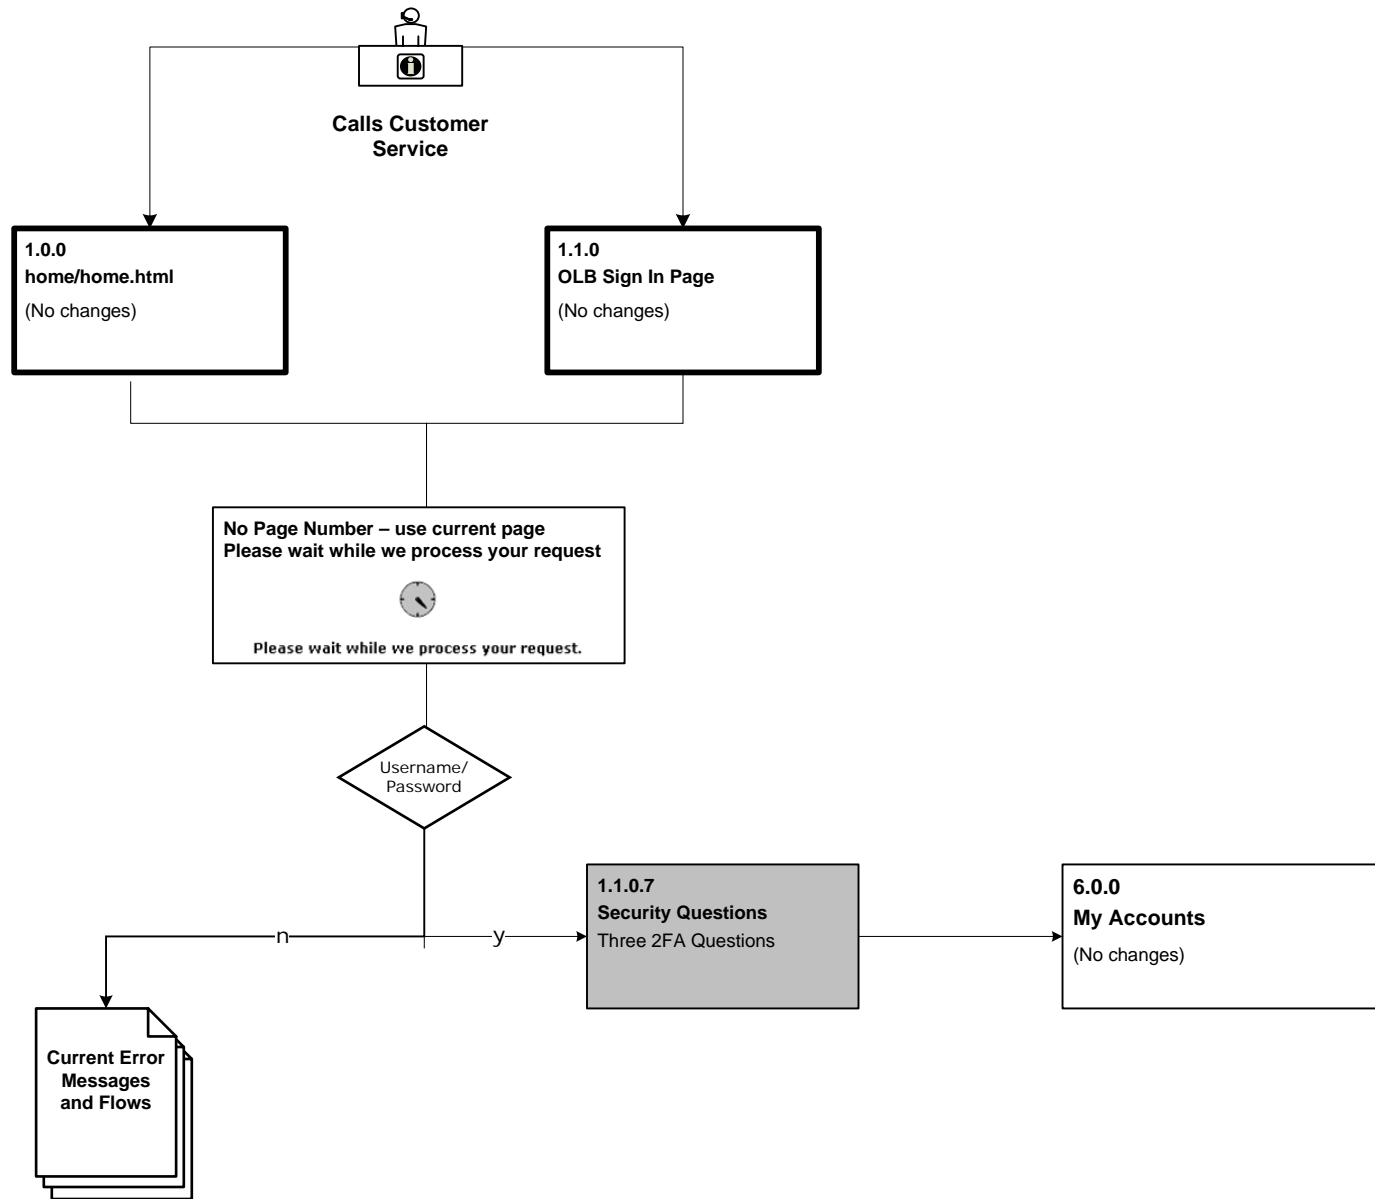 Calls Customer
Service
1.0.0
home/home.html
(No changes)
1.1.0
OLB Sign In Page
(No changes)
No Page Number – use current page
Please wait while we process your request
Please wait while we process your request.
Username/
Password
n
y
1.1.0.7
Security Questions
Three 2FA Questions
6.0.0
My Accounts
(No changes)
Current Error
Messages
and Flows